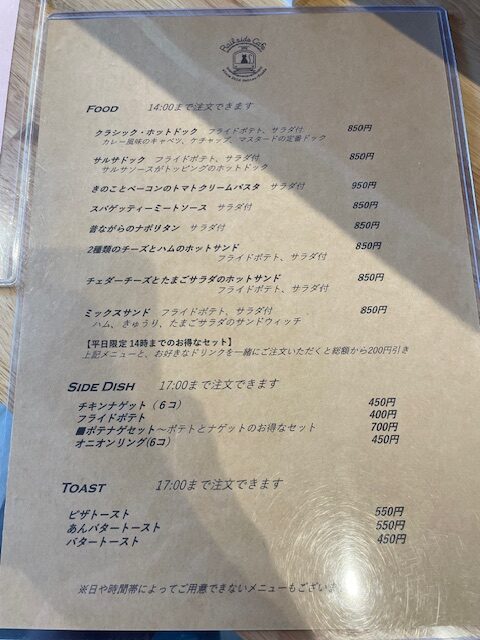 Railside Cafe
FOOD 14:00まで注文できます
クラシック・ホットドック フライドポテト、サラダ付 850円
カレー風味のキャベツ、ケチャップ、マスタードの定番ドック
サルサドック フライドポテト、サラダ付 850円
サルサソースがトッピングのホットドック
きのことベーコンのトマトクリームパスタ サラダ付 950円
スパゲッティーミートソース サラダ付 850円
昔ながらのナポリタン サラダ付 850円
2種類のチーズとハムのホットサンド 850円
フライドポテト、サラダ付
チェダーチーズとたまごサラダのホットサンド 850円
フライドポテト、サラダ付
ミックスサンド フライドポテト、サラダ付 850円
ハム、きゅうり、たまごサラダのサンドウィッチ
【平日限定 14時までのお得なセット】
上記メニューと、お好きなドリンクを一緒にご注文いただくと総額から200円引き
SIDE DISH 17:00まで注文できます
チキンナゲット（６コ） 450円
フライドポテト 400円
■ポテナゲセット～ポテトとナゲットのお得なセット 700円
オニオンリング(6コ) 450円
TOAST 17:00まで注文できます
ピザトースト 550円
あんバタートースト 550円
バタートースト 450円
※日や時間帯によってご用意できないメニューもございま